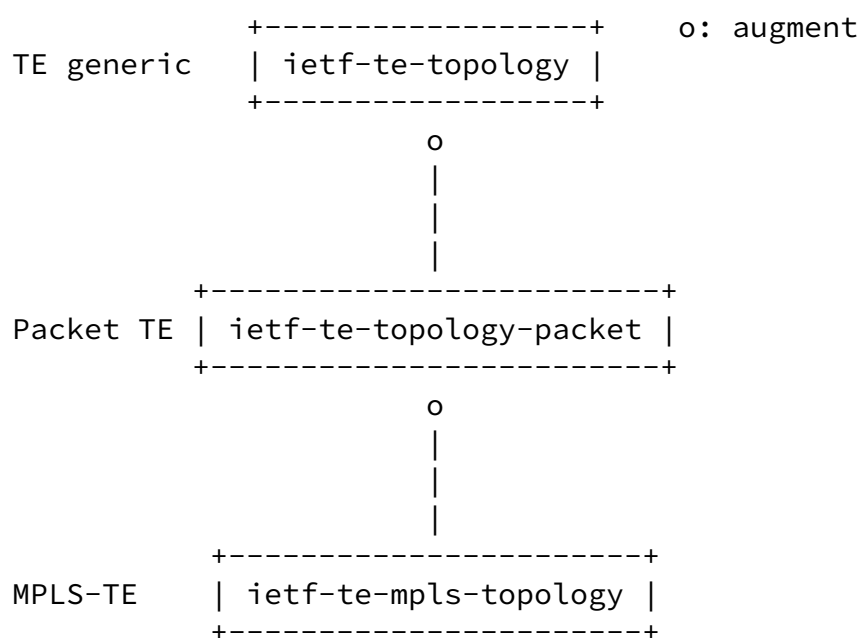 +-------------------+    o: augment
TE generic   | ietf-te-topology |
+-------------------+
o
|
|
|
+-------------------------+
Packet TE | ietf-te-topology-packet |
+-------------------------+
o
|
|
|
+-----------------------+
MPLS-TE    | ietf-te-mpls-topology |
+-----------------------+